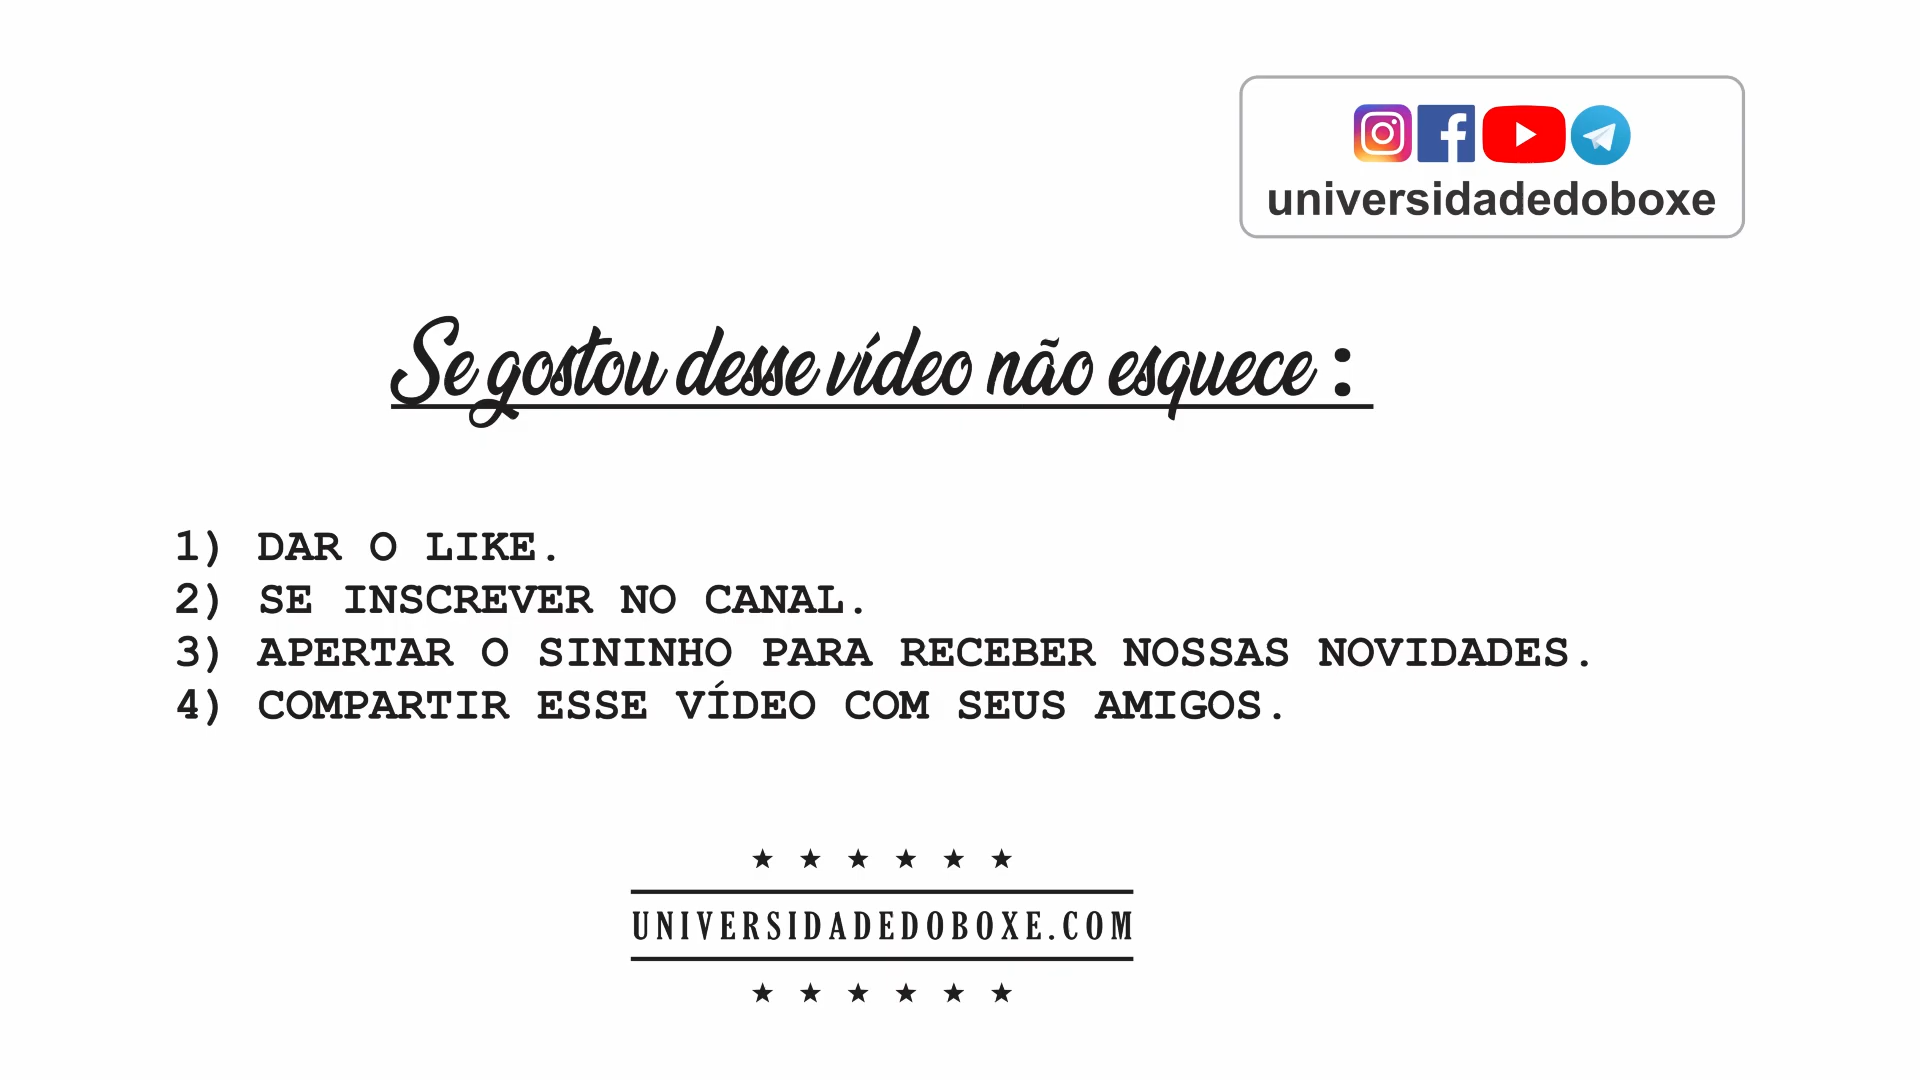 universidadedoboxe
Se gostou desse vídeo não esquece :
1) DAR O LIKE.
2) SE INSCREVER NO CANAL.
3) APERTAR O SININHO PARA RECEBER NOSSAS NOVIDADES.
4) COMPARTIR ESSE VÍDEO COM SEUS AMIGOS.
UNIVERSIDADEDOBOXE.COM